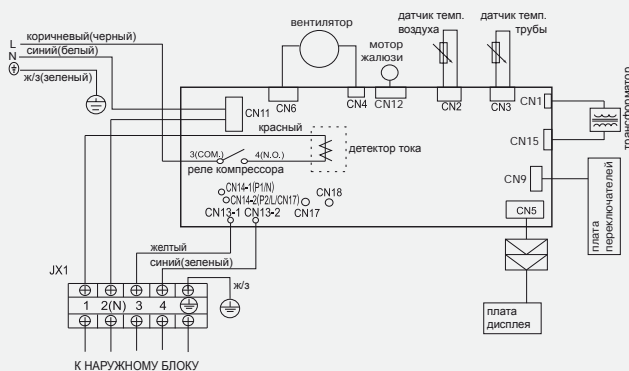 вентилятор
датчик темп.
воздуха
датчик темп.
трубы
мотор
жалюзи
коричневый(черный)
L
синий(белый)
N
ж/з(зеленый)
CN6
CN4
CN12
CN2
CN3
CN1
трансформатор
CN11
красный
CN15
детектор тока
3(COM.)
4(N.O.)
реле компрессора
CN9
плата
переключателей
CN14-1(P1/N)
CN14-2(P2/L/CN17)
CN18
CN13-1
CN13-2
CN17
CN5
желтый
синий(зеленый)
JX1
ж/з
1
2(N)
3
4
плата
дисплея
К НАРУЖНОМУ БЛОКУ